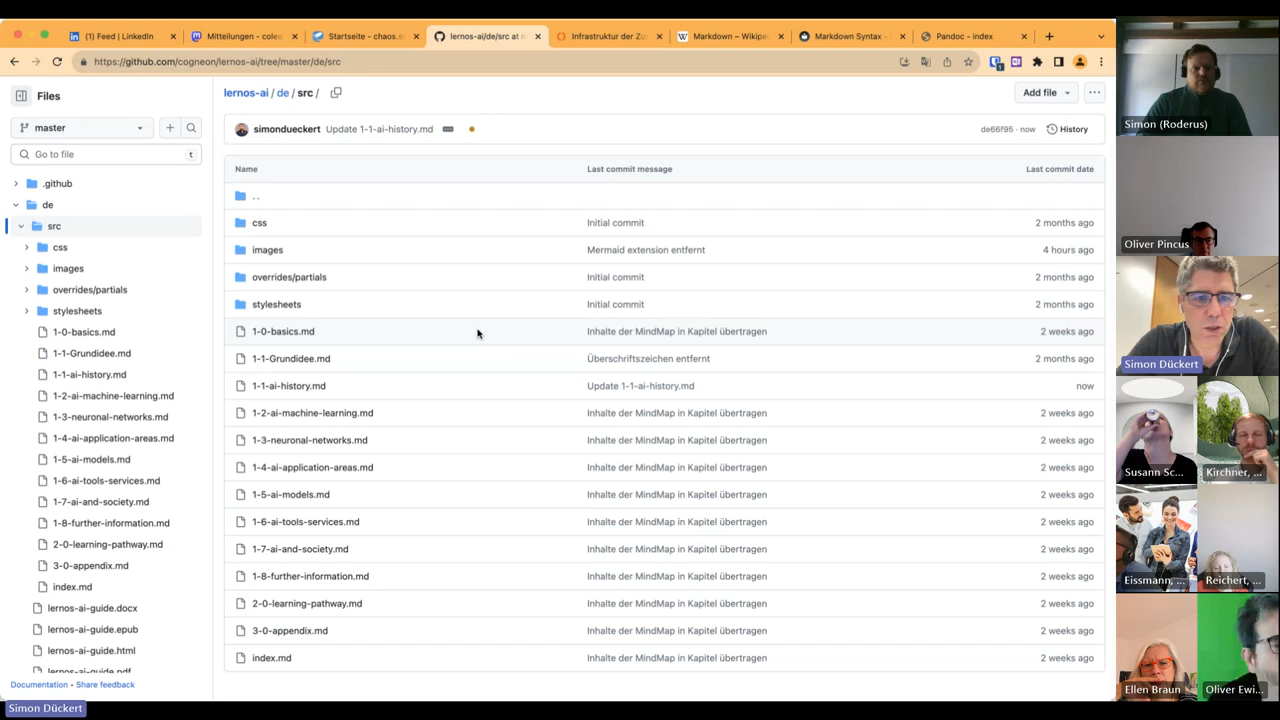 (1) Feed | LinkedIn
Mitteilungen - colea
Startseite - chaos.s
lernos-ai/de/src at m
Infrastruktur der Zus
Markdown – Wikipe
Markdown Syntax -
Pandoc - index
https://github.com/cogneon/lernos-ai/tree/master/de/src
Files
master
Go to file
t
.github
de
src
css
images
overrides/partials
stylesheets
1-0-basics.md
1-1-Grundidee.md
1-1-ai-history.md
1-2-ai-machine-learning.md
1-3-neuronal-networks.md
1-4-ai-application-areas.md
1-5-ai-models.md
1-6-ai-tools-services.md
1-7-ai-and-society.md
1-8-further-information.md
2-0-learning-pathway.md
3-0-appendix.md
index.md
lernos-ai-guide.docx
lernos-ai-guide.epub
lernos-ai-guide.html
lernos-ai-guide.pdf
Documentation • Share feedback
lernos-ai / de / src /
Add file
simondueckert Update 1-1-ai-history.md
de66f95 · now History
Name Last commit message Last commit date
..
css Initial commit 2 months ago
images Mermaid extension entfernt 4 hours ago
overrides/partials Initial commit 2 months ago
stylesheets Initial commit 2 months ago
1-0-basics.md Inhalte der MindMap in Kapitel übertragen 2 weeks ago
1-1-Grundidee.md Überschriftszeichen entfernt 2 months ago
1-1-ai-history.md Update 1-1-ai-history.md now
1-2-ai-machine-learning.md Inhalte der MindMap in Kapitel übertragen 2 weeks ago
1-3-neuronal-networks.md Inhalte der MindMap in Kapitel übertragen 2 weeks ago
1-4-ai-application-areas.md Inhalte der MindMap in Kapitel übertragen 2 weeks ago
1-5-ai-models.md Inhalte der MindMap in Kapitel übertragen 2 weeks ago
1-6-ai-tools-services.md Inhalte der MindMap in Kapitel übertragen 2 weeks ago
1-7-ai-and-society.md Inhalte der MindMap in Kapitel übertragen 2 weeks ago
1-8-further-information.md Inhalte der MindMap in Kapitel übertragen 2 weeks ago
2-0-learning-pathway.md Inhalte der MindMap in Kapitel übertragen 2 weeks ago
3-0-appendix.md Inhalte der MindMap in Kapitel übertragen 2 weeks ago
index.md Inhalte der MindMap in Kapitel übertragen 2 weeks ago
Simon (Roderus)
Oliver Pincus
Simon Dückert
Susann Sc...
Kirchner, ...
Eissmann, ...
Reichert, ...
Ellen Braun
Oliver Ewi...
Simon Dückert